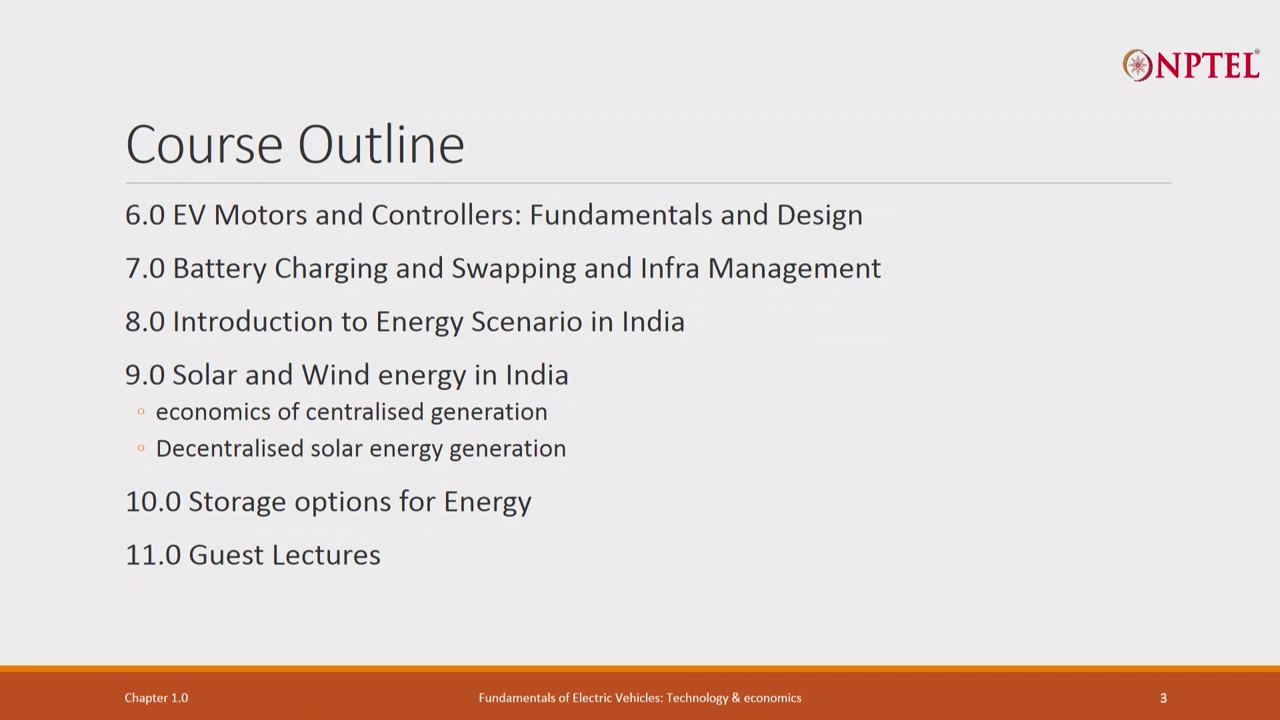 NPTEL
Course Outline
6.0 EV Motors and Controllers: Fundamentals and Design
7.0 Battery Charging and Swapping and Infra Management
8.0 Introduction to Energy Scenario in India
9.0 Solar and Wind energy in India
◦ economics of centralised generation
◦ Decentralised solar energy generation
10.0 Storage options for Energy
11.0 Guest Lectures
Chapter 1.0
Fundamentals of Electric Vehicles: Technology & economics
3